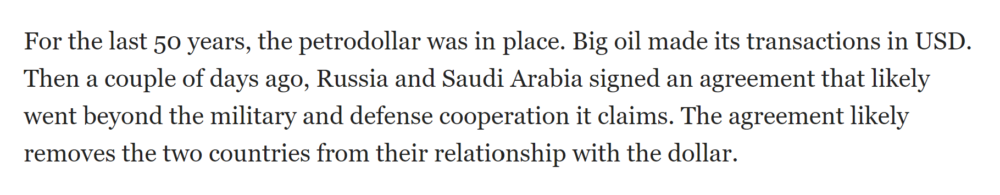 For the last 50 years, the petrodollar was in place. Big oil made its transactions in USD.
Then a couple of days ago, Russia and Saudi Arabia signed an agreement that likely
went beyond the military and defense cooperation it claims. The agreement likely
removes the two countries from their relationship with the dollar.